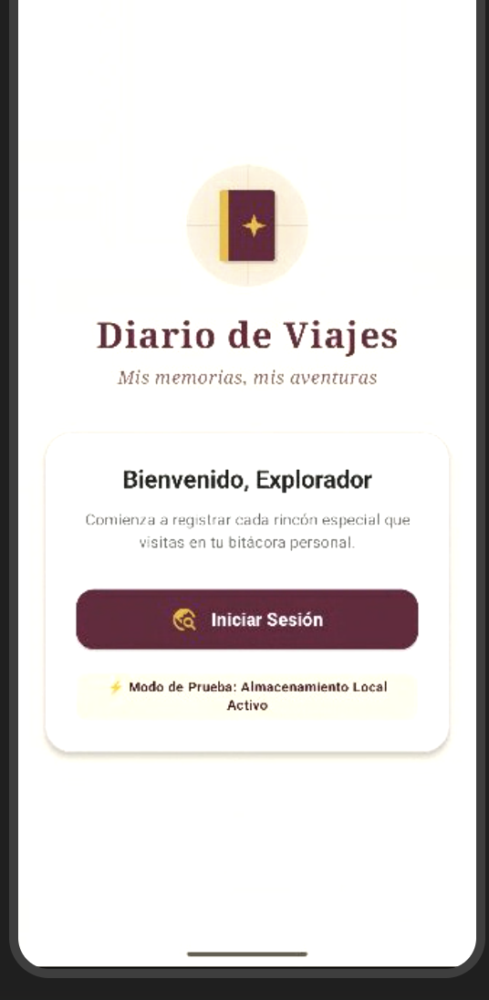 Diario de Viajes
Mis memorias, mis aventuras
Bienvenido, Explorador
Comienza a registrar cada rincón especial que
visitas en tu bitácora personal.
Iniciar Sesión
⚡ Modo de Prueba: Almacenamiento Local
Activo